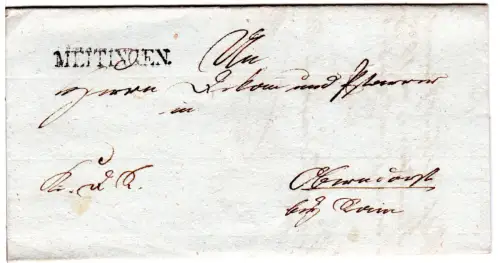 MEITINGEN.
An
Herrn Dekan und Pfarrer
in
K. D. K.
Oberndorf
bey Rain